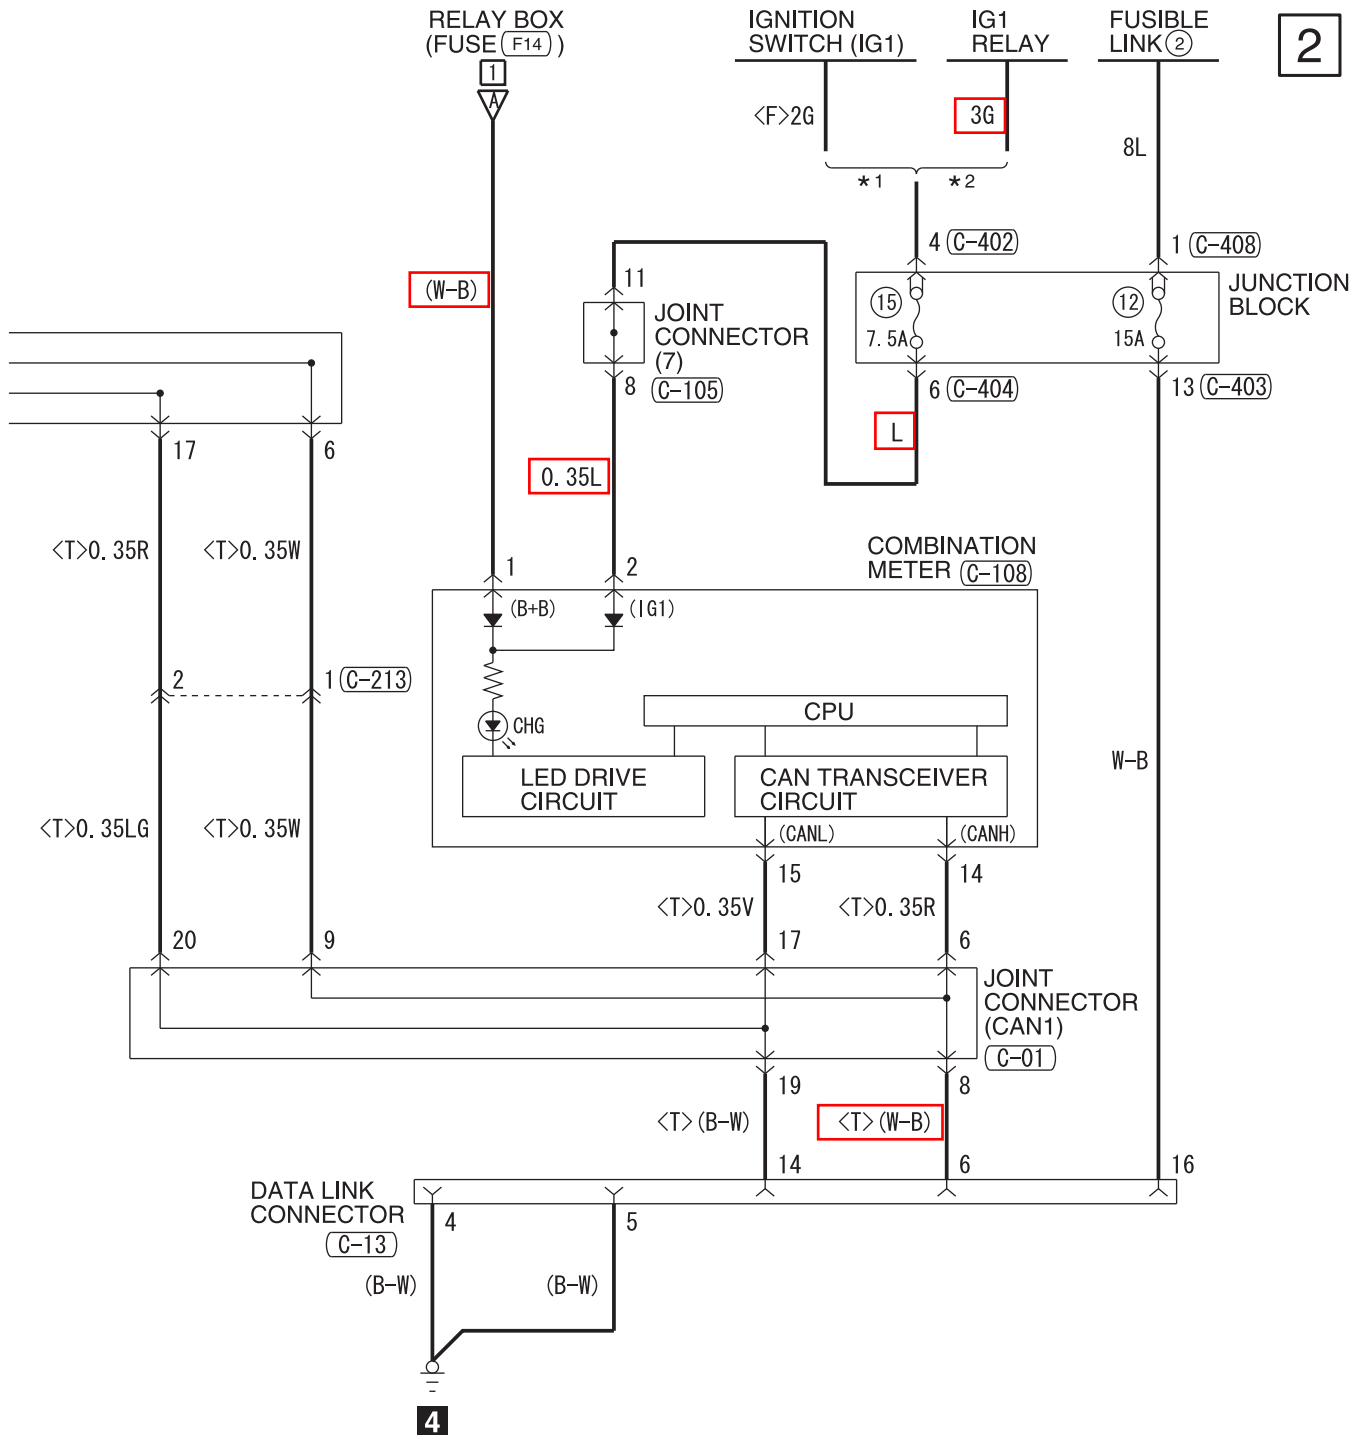 RELAY BOX
(FUSE F14 )
IGNITION
SWITCH (IG1)
IG1
RELAY
FUSIBLE
LINK 2
2
1
A
<F>2G
3G
8L
*1
*2
4 C-402
1 C-408
(W-B)
11
JOINT
CONNECTOR
(7)
8 C-105
15
7.5A
12
15A
JUNCTION
BLOCK
6 C-404
13 C-403
L
17
6
0.35L
<T>0.35R
<T>0.35W
COMBINATION
METER C-108
1
2
(B+B)
(IG1)
2
1 C-213
CHG
CPU
LED DRIVE
CIRCUIT
CAN TRANSCEIVER
CIRCUIT
W-B
<T>0.35LG
<T>0.35W
(CANL)
(CANH)
15
14
<T>0.35V
<T>0.35R
20
9
17
6
JOINT
CONNECTOR
(CAN1)
C-01
19
8
<T>(B-W)
<T>(W-B)
14
6
16
DATA LINK
CONNECTOR
C-13
4
5
(B-W)
(B-W)
4